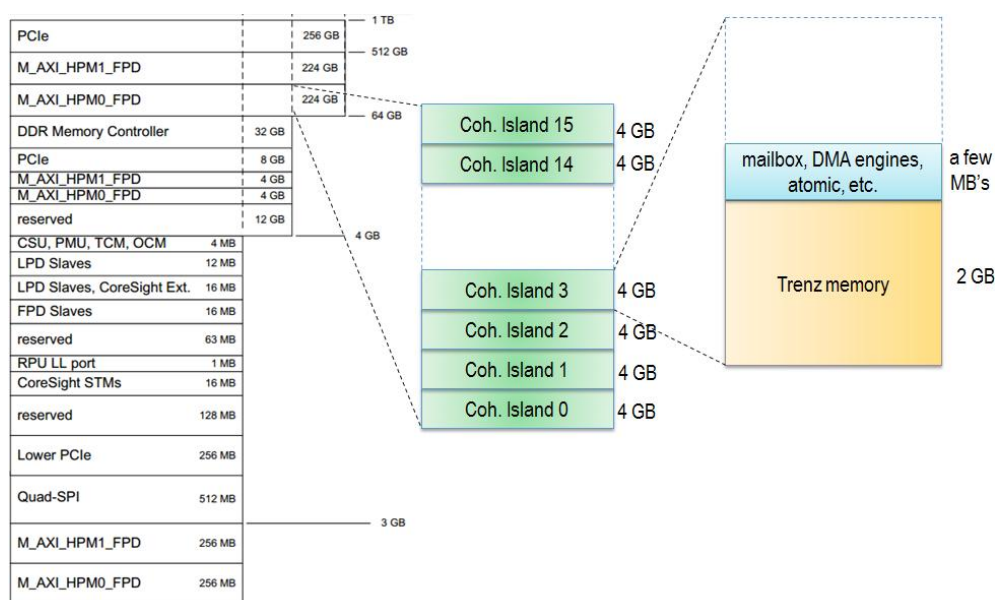 1 TB
PCIe 256 GB
512 GB
M_AXI_HPM1_FPD 224 GB
M_AXI_HPM0_FPD 224 GB
64 GB
DDR Memory Controller 32 GB
PCIe 8 GB
M_AXI_HPM1_FPD 4 GB
M_AXI_HPM0_FPD 4 GB
reserved 12 GB
4 GB
CSU, PMU, TCM, OCM 4 MB
LPD Slaves 12 MB
LPD Slaves, CoreSight Ext. 16 MB
FPD Slaves 16 MB
reserved 63 MB
RPU LL port 1 MB
CoreSight STMs 16 MB
reserved 128 MB
Lower PCIe 256 MB
Quad-SPI 512 MB
3 GB
M_AXI_HPM1_FPD 256 MB
M_AXI_HPM0_FPD 256 MB
Coh. Island 15 4 GB
Coh. Island 14 4 GB
Coh. Island 3 4 GB
Coh. Island 2 4 GB
Coh. Island 1 4 GB
Coh. Island 0 4 GB
mailbox, DMA engines, a few
atomic, etc. MB's
Trenz memory 2 GB